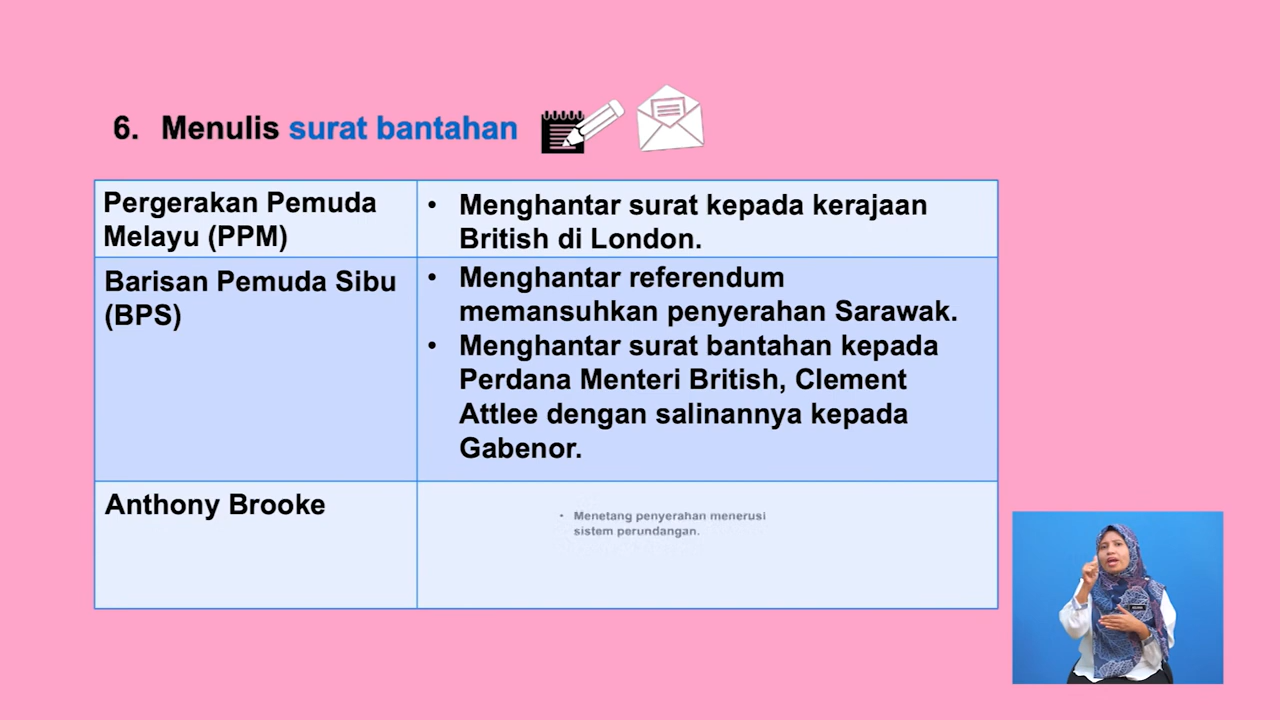 6. Menulis surat bantahan
Pergerakan Pemuda
Melayu (PPM)
• Menghantar surat kepada kerajaan
British di London.
Barisan Pemuda Sibu
(BPS)
• Menghantar referendum
memansuhkan penyerahan Sarawak.
• Menghantar surat bantahan kepada
Perdana Menteri British, Clement
Attlee dengan salinannya kepada
Gabenor.
Anthony Brooke
• Menetang penyerahan menerusi
sistem perundangan.